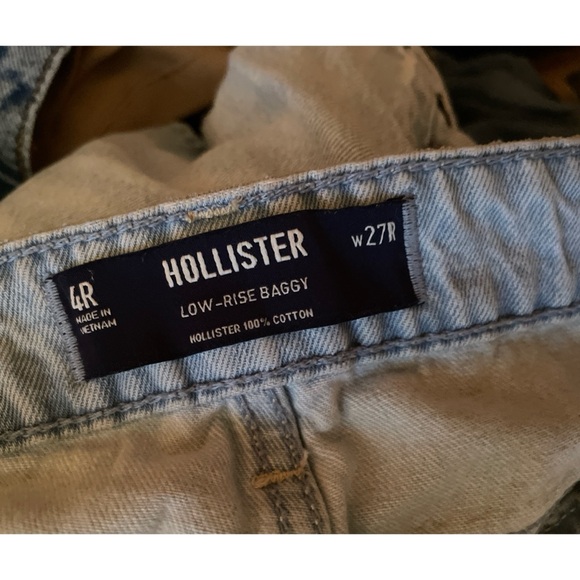 HOLLISTER
W27R
4R
MADE IN
VIETNAM
LOW-RISE BAGGY
HOLLISTER 100% COTTON